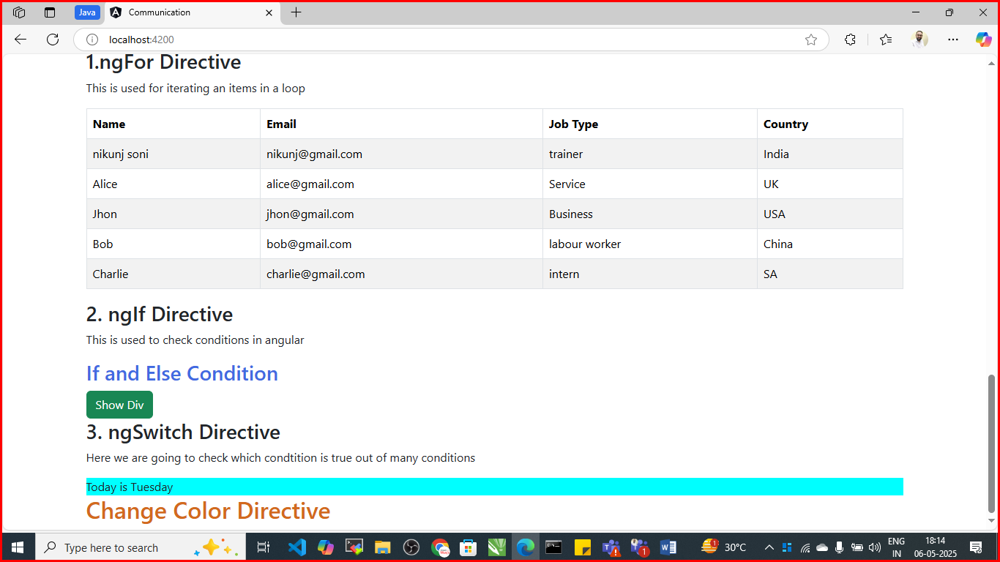 Java
Communication
localhost:4200
1.ngFor Directive
This is used for iterating an items in a loop
Name Email Job Type Country
nikunj soni nikunj@gmail.com trainer India
Alice alice@gmail.com Service UK
Jhon jhon@gmail.com Business USA
Bob bob@gmail.com labour worker China
Charlie charlie@gmail.com intern SA
2. ngIf Directive
This is used to check conditions in angular
If and Else Condition
Show Div
3. ngSwitch Directive
Here we are going to check which condtition is true out of many conditions
Today is Tuesday
Change Color Directive
Type here to search
1
1
30°C
ENG
IN
18:14
06-05-2025